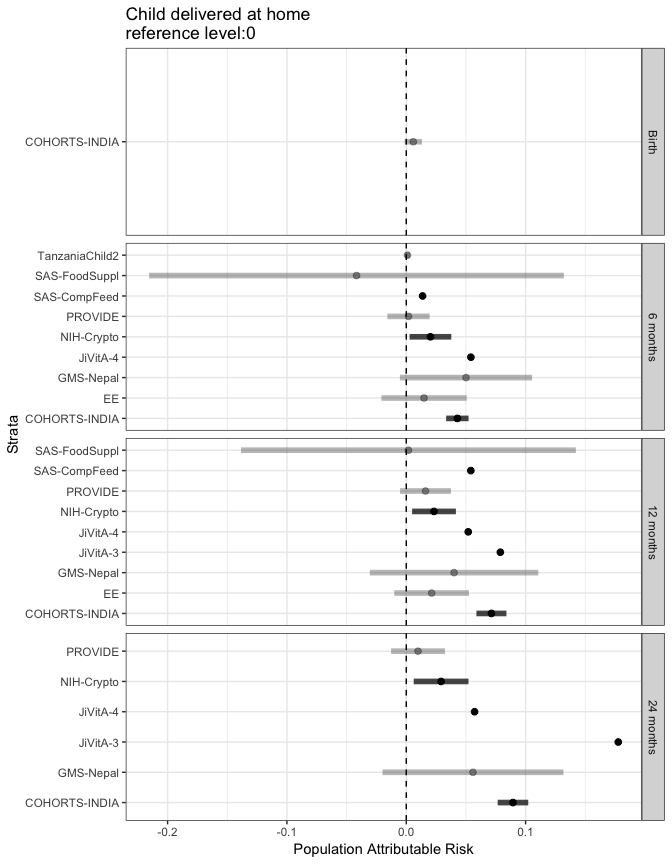 Child delivered at home
reference level:0
COHORTS-INDIA
Birth
TanzaniaChild2
SAS-FoodSuppl
SAS-CompFeed
PROVIDE
NIH-Crypto
JiVitA-4
GMS-Nepal
EE
COHORTS-INDIA
6 months
Strata
SAS-FoodSuppl
SAS-CompFeed
PROVIDE
NIH-Crypto
JiVitA-4
JiVitA-3
GMS-Nepal
EE
COHORTS-INDIA
12 months
PROVIDE
NIH-Crypto
JiVitA-4
JiVitA-3
GMS-Nepal
COHORTS-INDIA
24 months
-0.2 -0.1 0.0 0.1
Population Attributable Risk